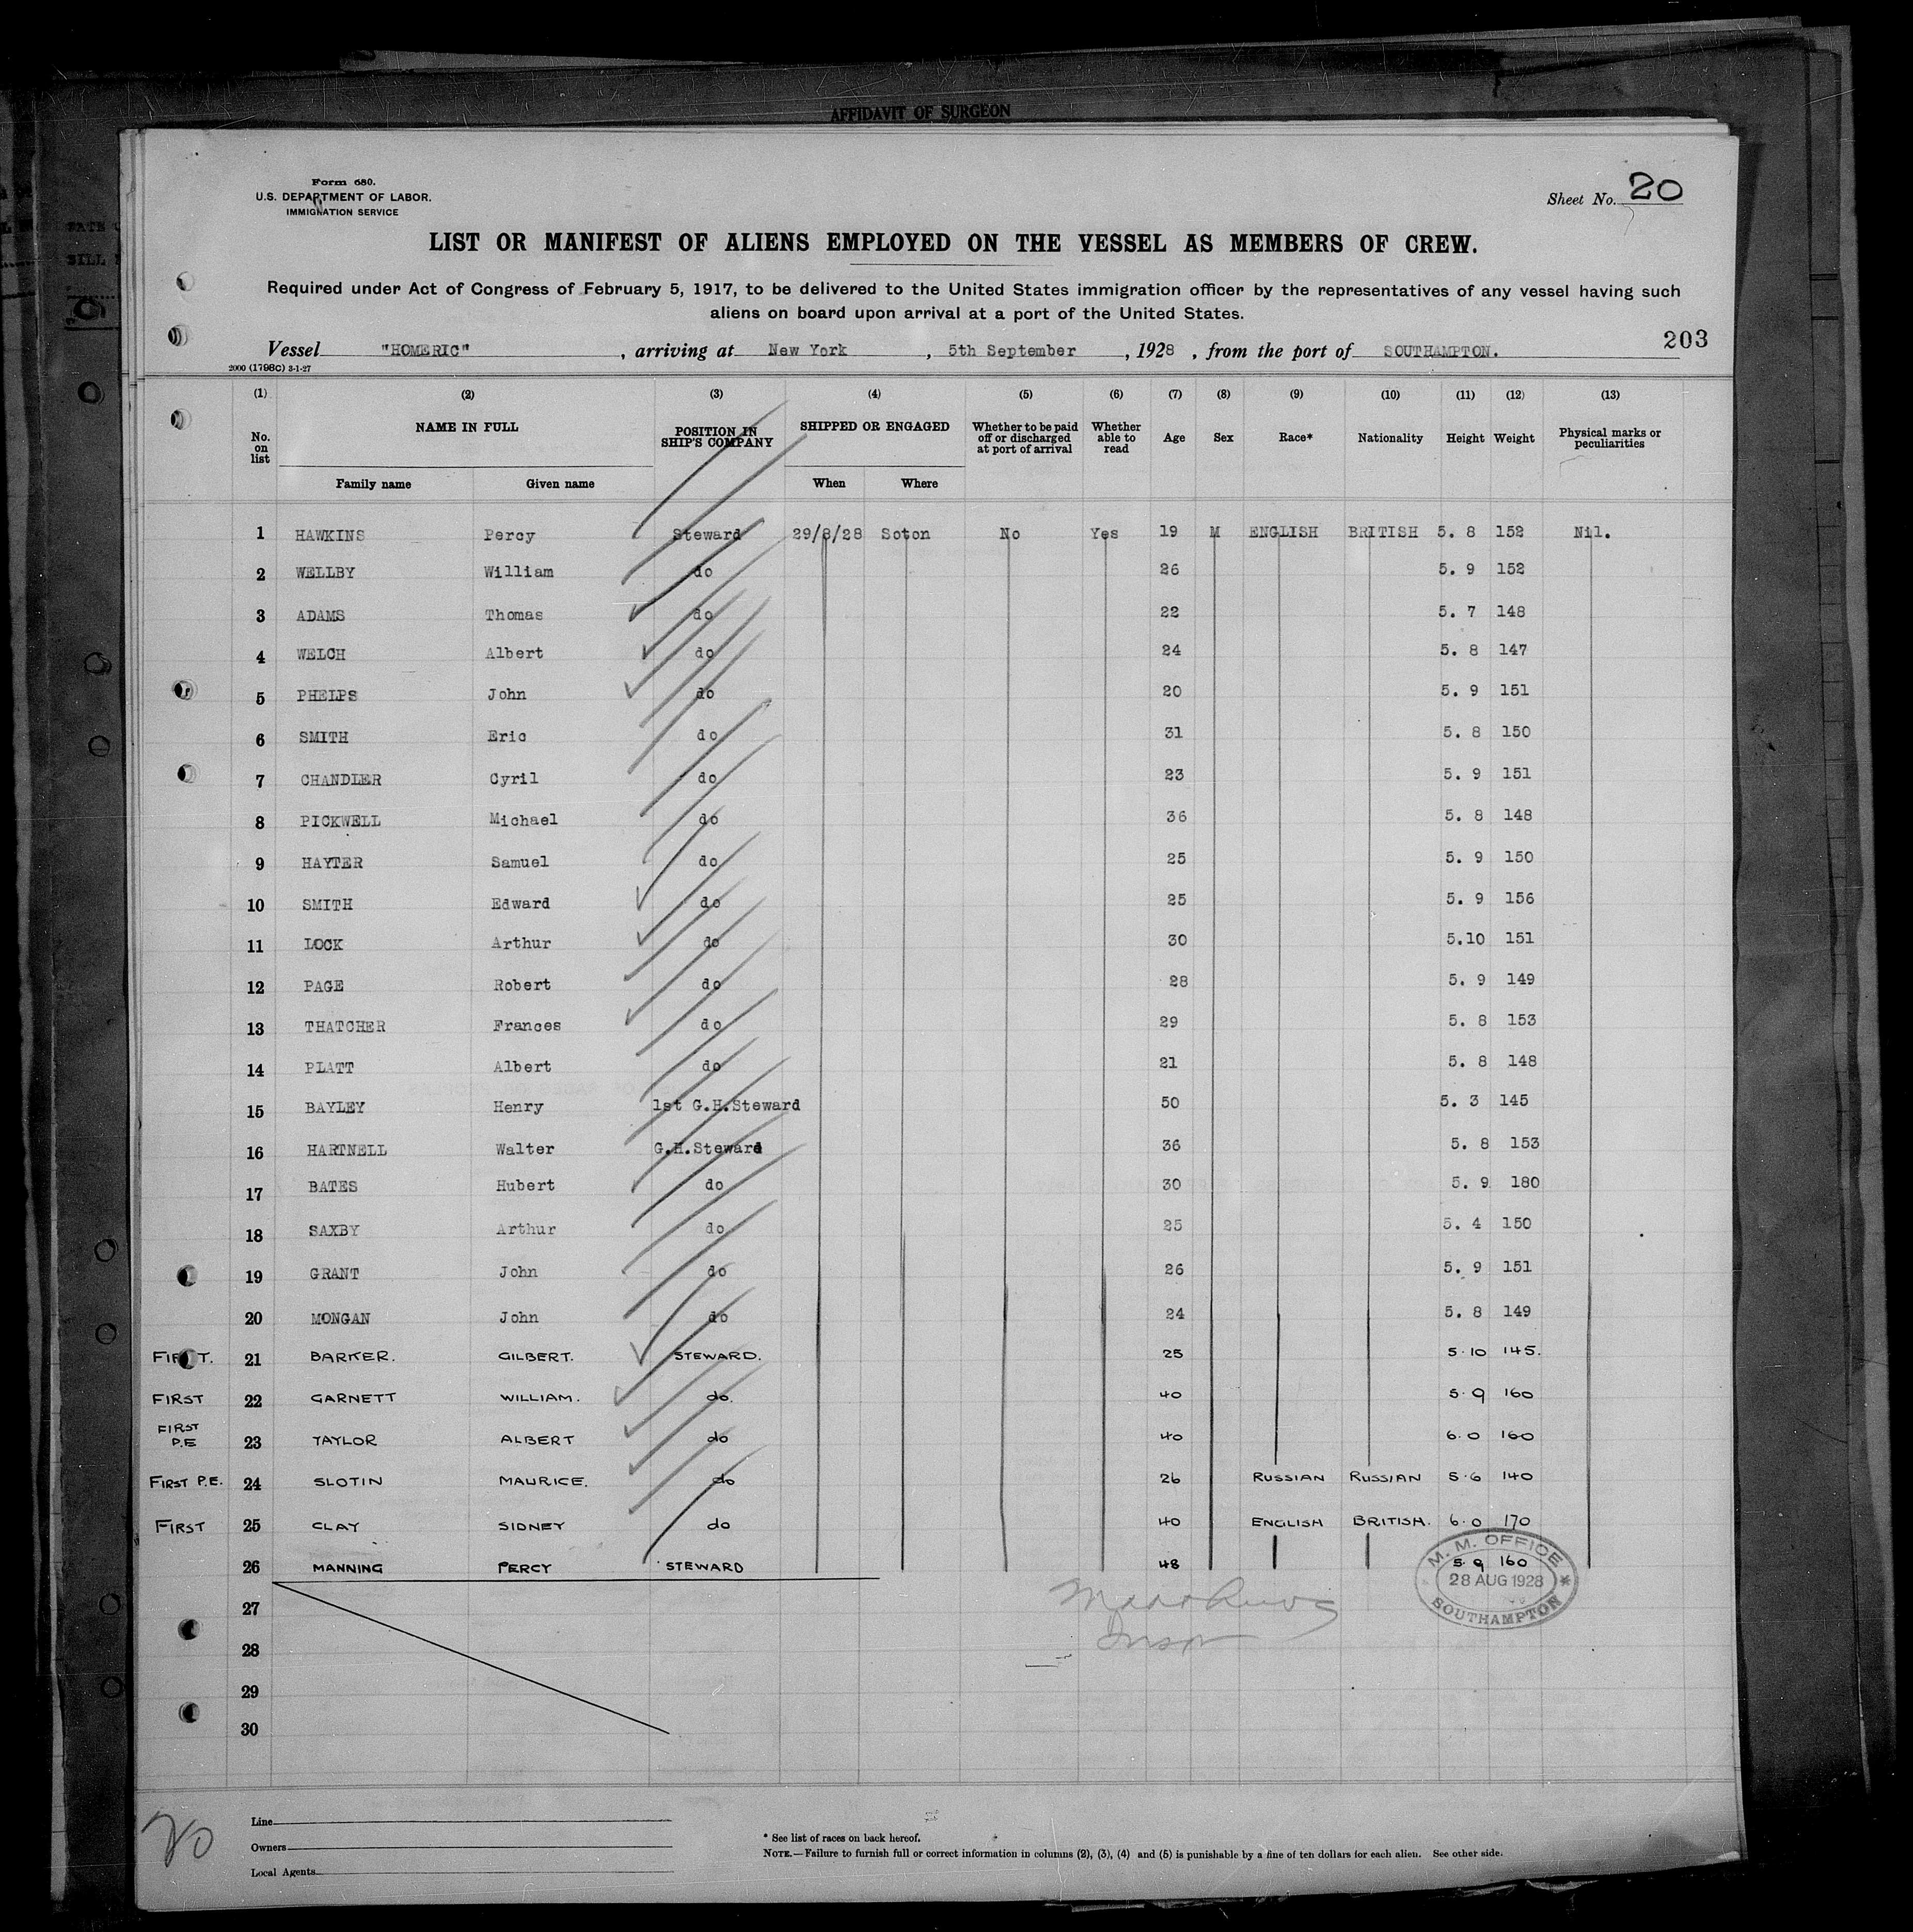 AFFIDAVIT OF SURGEON
Form 680.
U.S. DEPARTMENT OF LABOR.
IMMIGRATION SERVICE
Sheet No. 20
LIST OR MANIFEST OF ALIENS EMPLOYED ON THE VESSEL AS MEMBERS OF CREW.
Required under Act of Congress of February 5, 1917, to be delivered to the United States immigration officer by the representatives of any vessel having such
aliens on board upon arrival at a port of the United States.
203
Vessel "HOMERIC", arriving at New York, 5th September, 1928, from the port of SOUTHAMPTON.
2000 (1798C) 3-1-27
(1) (2) (3) (4) (5) (6) (7) (8) (9) (10) (11) (12) (13)
No. on list NAME IN FULL POSITION IN SHIP'S COMPANY SHIPPED OR ENGAGED Whether to be paid off or discharged at port of arrival Whether able to read Age Sex Race* Nationality Height Weight Physical marks or peculiarities
Family name Given name When Where
1 HAWKINS Percy Steward 29/8/28 Soton No Yes 19 M ENGLISH BRITISH 5. 8 152 Nil.
2 WELLBY William do 26 5. 9 152
3 ADAMS Thomas do 22 5. 7 148
4 WELCH Albert do 24 5. 8 147
5 PHELPS John do 20 5. 9 151
6 SMITH Eric do 31 5. 8 150
7 CHANDLER Cyril do 23 5. 9 151
8 PICKWELL Michael do 36 5. 8 148
9 HAYTER Samuel do 25 5. 9 150
10 SMITH Edward do 25 5. 9 156
11 LOCK Arthur do 30 5.10 151
12 PAGE Robert do 28 5. 9 149
13 THATCHER Frances do 29 5. 8 153
14 PLATT Albert do 21 5. 8 148
15 BAYLEY Henry 1st G.H.Steward 50 5. 3 145
16 HARTNELL Walter G.H.Steward 36 5. 8 153
17 BATES Hubert do 30 5. 9 180
18 SAXBY Arthur do 25 5. 4 150
19 GRANT John do 26 5. 9 151
20 MONGAN John do 24 5. 8 149
FIRST. 21 BARKER. GILBERT. STEWARD. 25 5.10 145.
FIRST 22 GARNETT WILLIAM. do. 40 5.9 160
FIRST P.E 23 TAYLOR ALBERT do 40 6.0 160
FIRST P.E. 24 SLOTIN MAURICE. do 26 RUSSIAN RUSSIAN 5.6 140
FIRST 25 CLAY SIDNEY do 40 ENGLISH BRITISH. 6.0 170
26 MANNING PERCY STEWARD 48 5.9 160
M. M. OFFICE
28 AUG 1928
SOUTHAMPTON
27
28
29
30
20
Line
Owners
Local Agents
* See list of races on back hereof.
NOTE.—Failure to furnish full or correct information in columns (2), (3), (4) and (5) is punishable by a fine of ten dollars for each alien. See other side.